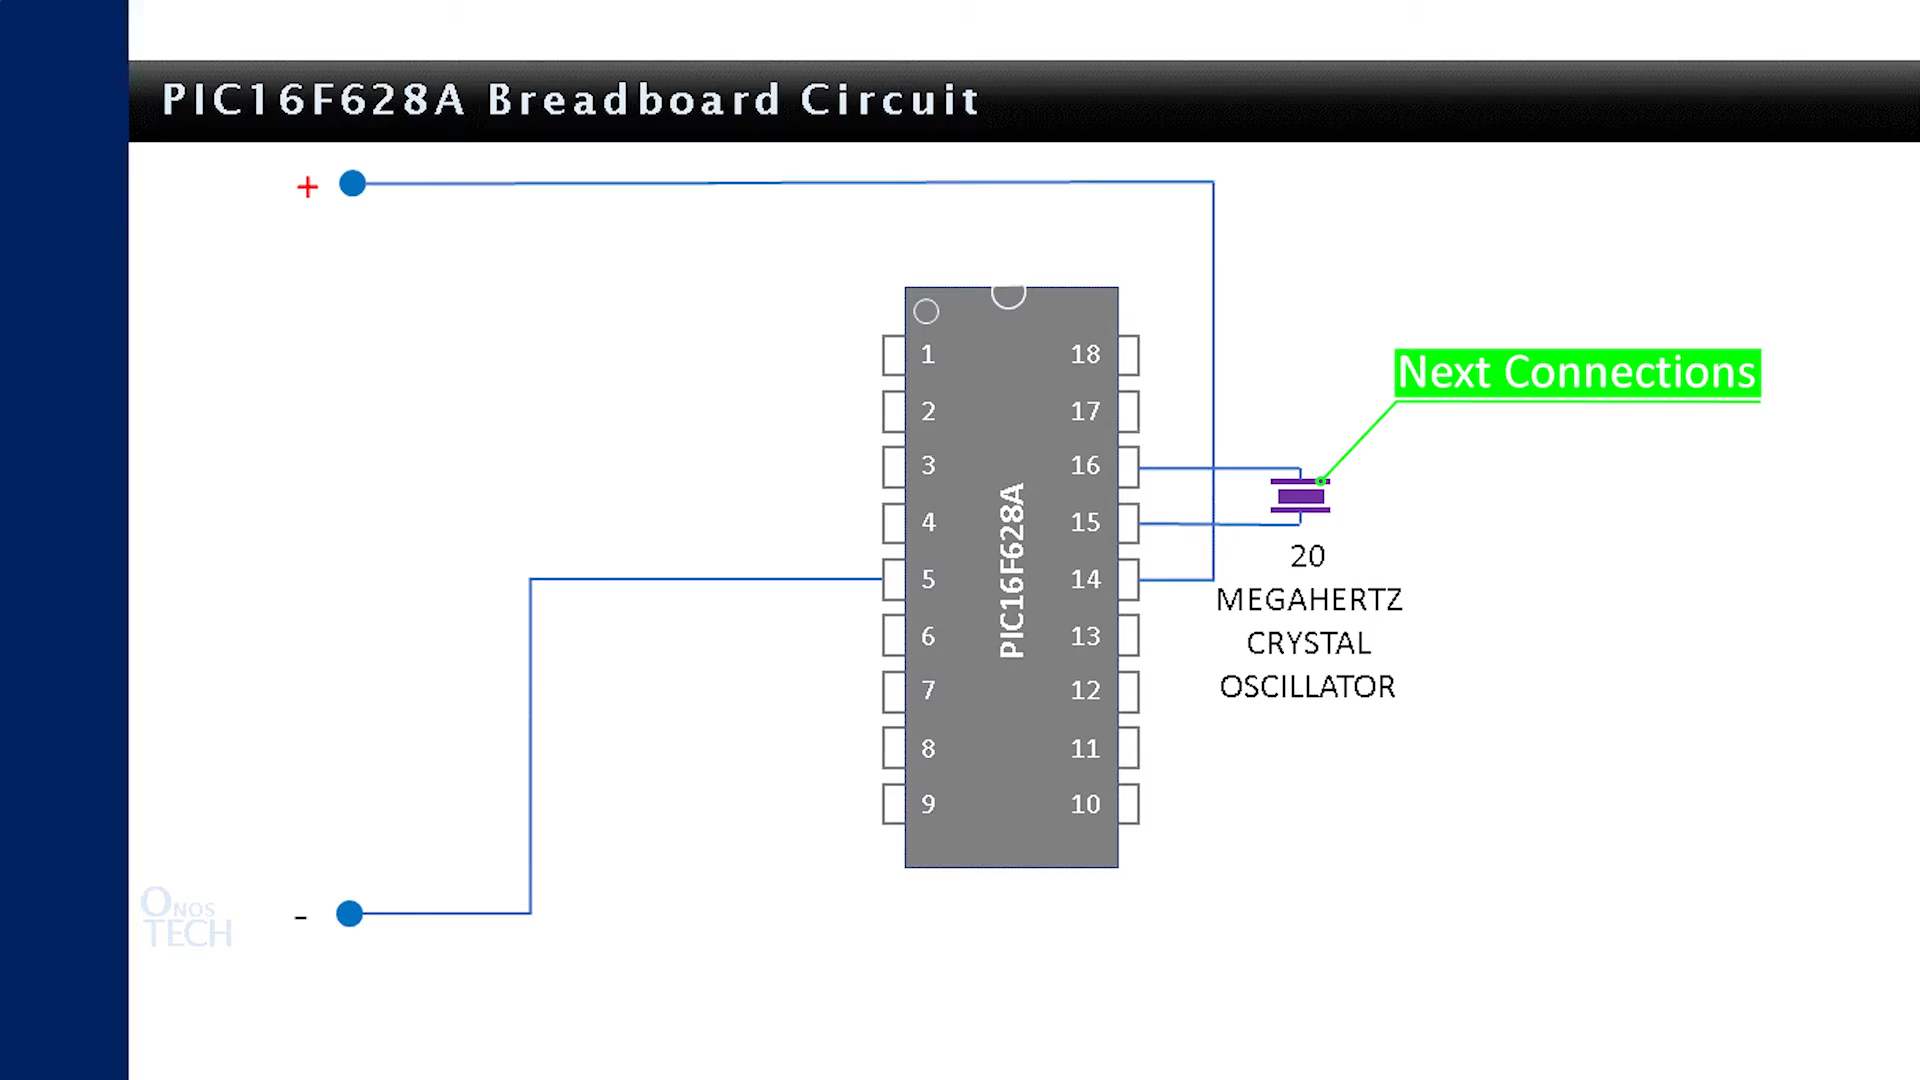 PIC16F628A Breadboard Circuit
+
1 18
2 17
Next Connections
3 16
4 15
5 14
6 13
7 12
8 11
9 10
PIC16F628A
20
MEGAHERTZ
CRYSTAL
OSCILLATOR
-
ONOS
TECH